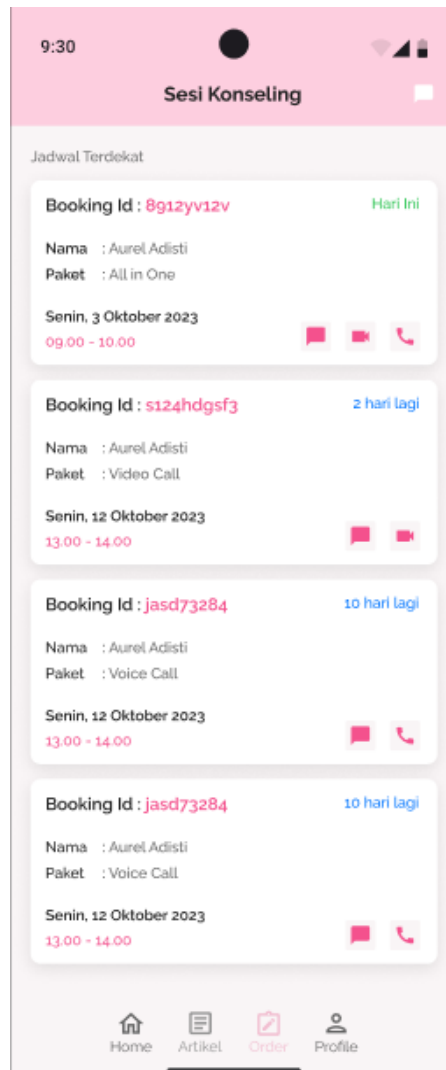 9:30
Sesi Konseling
Jadwal Terdekat
Booking Id : 8912yv12v Hari Ini
Nama : Aurel Adisti
Paket : All in One
Senin, 3 Oktober 2023
09.00 - 10.00
Booking Id : s124hdgsf3 2 hari lagi
Nama : Aurel Adisti
Paket : Video Call
Senin, 12 Oktober 2023
13.00 - 14.00
Booking Id : jasd73284 10 hari lagi
Nama : Aurel Adisti
Paket : Voice Call
Senin, 12 Oktober 2023
13.00 - 14.00
Booking Id : jasd73284 10 hari lagi
Nama : Aurel Adisti
Paket : Voice Call
Senin, 12 Oktober 2023
13.00 - 14.00
Home Artikel Order Profile